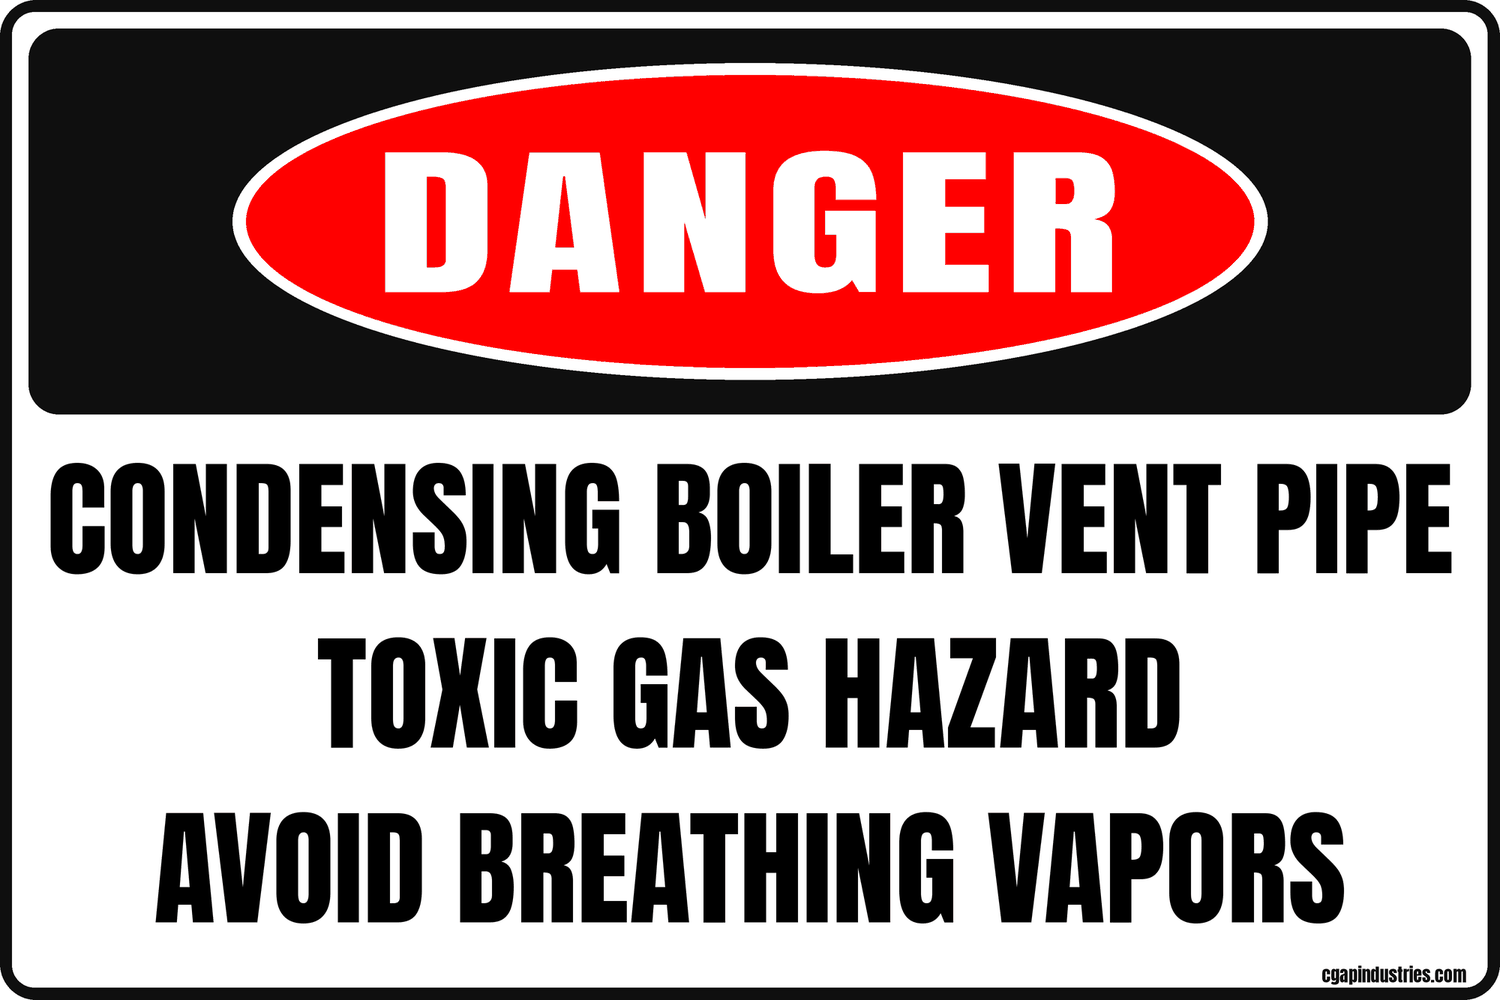 DANGER
CONDENSING BOILER VENT PIPE
TOXIC GAS HAZARD
AVOID BREATHING VAPORS
cgapindustries.com